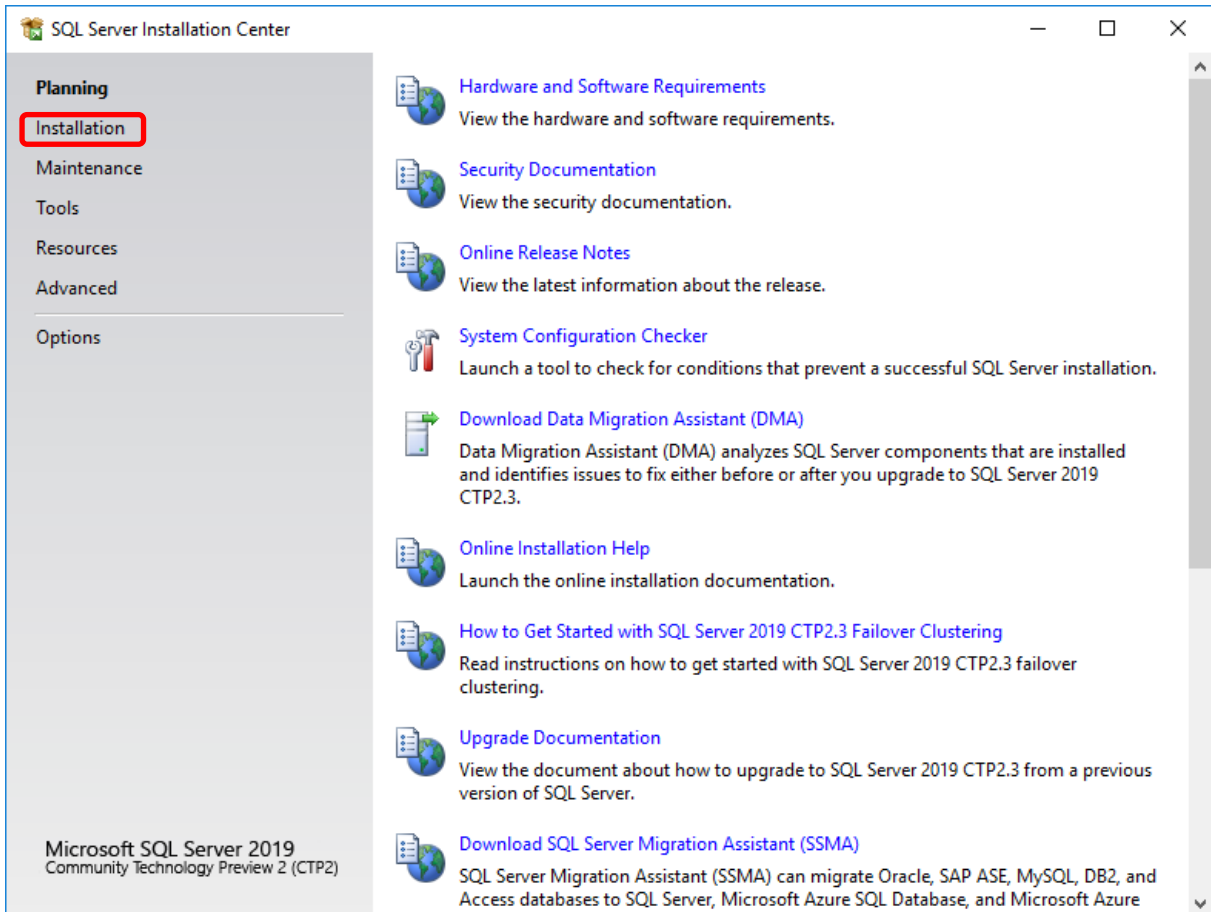 SQL Server Installation Center
Planning
Installation
Maintenance
Tools
Resources
Advanced
Options
Microsoft SQL Server 2019
Community Technology Preview 2 (CTP2)
Hardware and Software Requirements
View the hardware and software requirements.
Security Documentation
View the security documentation.
Online Release Notes
View the latest information about the release.
System Configuration Checker
Launch a tool to check for conditions that prevent a successful SQL Server installation.
Download Data Migration Assistant (DMA)
Data Migration Assistant (DMA) analyzes SQL Server components that are installed
and identifies issues to fix either before or after you upgrade to SQL Server 2019
CTP2.3.
Online Installation Help
Launch the online installation documentation.
How to Get Started with SQL Server 2019 CTP2.3 Failover Clustering
Read instructions on how to get started with SQL Server 2019 CTP2.3 failover
clustering.
Upgrade Documentation
View the document about how to upgrade to SQL Server 2019 CTP2.3 from a previous
version of SQL Server.
Download SQL Server Migration Assistant (SSMA)
SQL Server Migration Assistant (SSMA) can migrate Oracle, SAP ASE, MySQL, DB2, and
Access databases to SQL Server, Microsoft Azure SQL Database, and Microsoft Azure